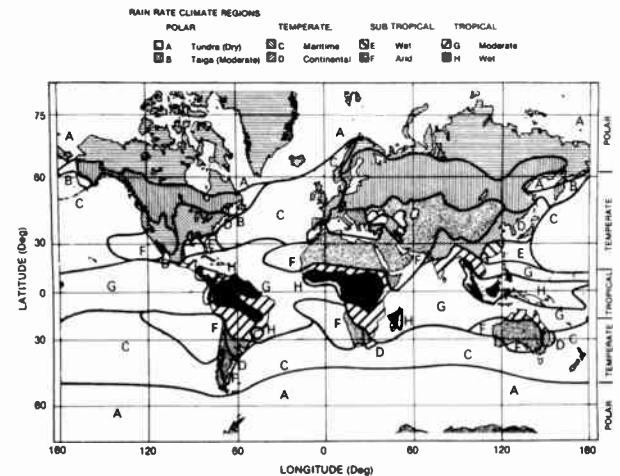 RAIN RATE CLIMATE REGIONS
POLAR TEMPERATE. SUB TROPICAL TROPICAL
A Tundra (Dry) C Maritime E Wet G Moderate
B Taiga (Moderate) D Continental F Arid H Wet
75
60
30
0
30
60
A
A
A
B
A
A
B
C
C
C
D
B
D
F
F
F
E
B
H
G
G
H
G
H
G
F
F
H
H
F
C
D
C
D
C
D
C
A
A
A
LATITUDE (Deg)
POLAR
TEMPERATE
TROPICAL
TEMPERATE
POLAR
180 120 60 0 60 120 180
LONGITUDE (Deg)